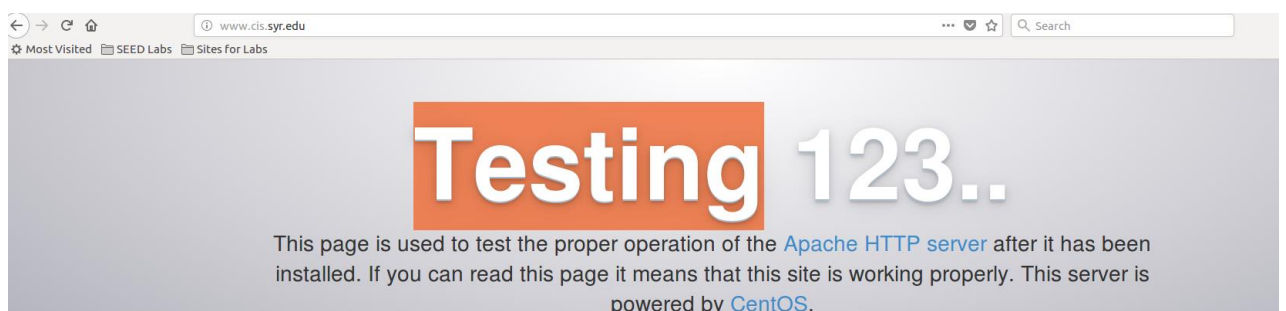 www.cis.syr.edu
Search
Most Visited SEED Labs Sites for Labs
Testing 123..
This page is used to test the proper operation of the Apache HTTP server after it has been
installed. If you can read this page it means that this site is working properly. This server is
powered by CentOS.